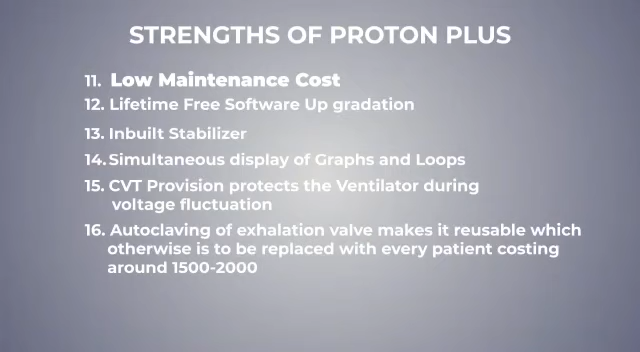 STRENGTHS OF PROTON PLUS
11. Low Maintenance Cost
12. Lifetime Free Software Up gradation
13. Inbuilt Stabilizer
14. Simultaneous display of Graphs and Loops
15. CVT Provision protects the Ventilator during
voltage fluctuation
16. Autoclaving of exhalation valve makes it reusable which
otherwise is to be replaced with every patient costing
around 1500-2000